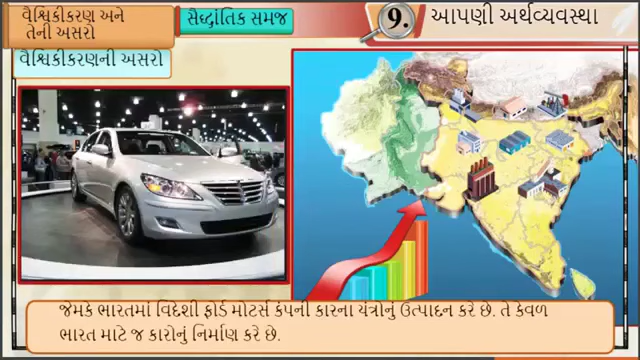 વૈશ્વિકીકરણ અને
તેની અસરો
સૈદ્ધાંતિક સમજ
9.
આપણી અર્થવ્યવસ્થા
વૈશ્વિકીકરણની અસરો
જેમકે ભારતમાં વિદેશી ફોર્ડ મોટર્સ કંપની કારના યંત્રોનું ઉત્પાદન કરે છે. તે કેવળ
ભારત માટે જ કારોનું નિર્માણ કરે છે.